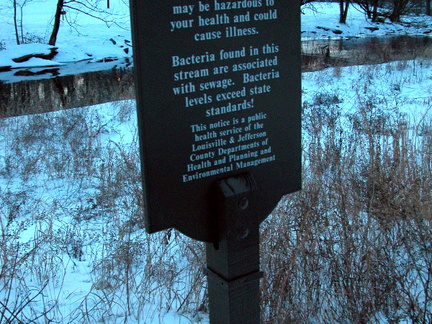 may be hazardous to
your health and could
cause illness.
Bacteria found in this
stream are associated
with sewage. Bacteria
levels exceed state
standards!
This notice is a public
health service of the
Louisville & Jefferson
County Departments of
Health and Planning and
Environmental Management